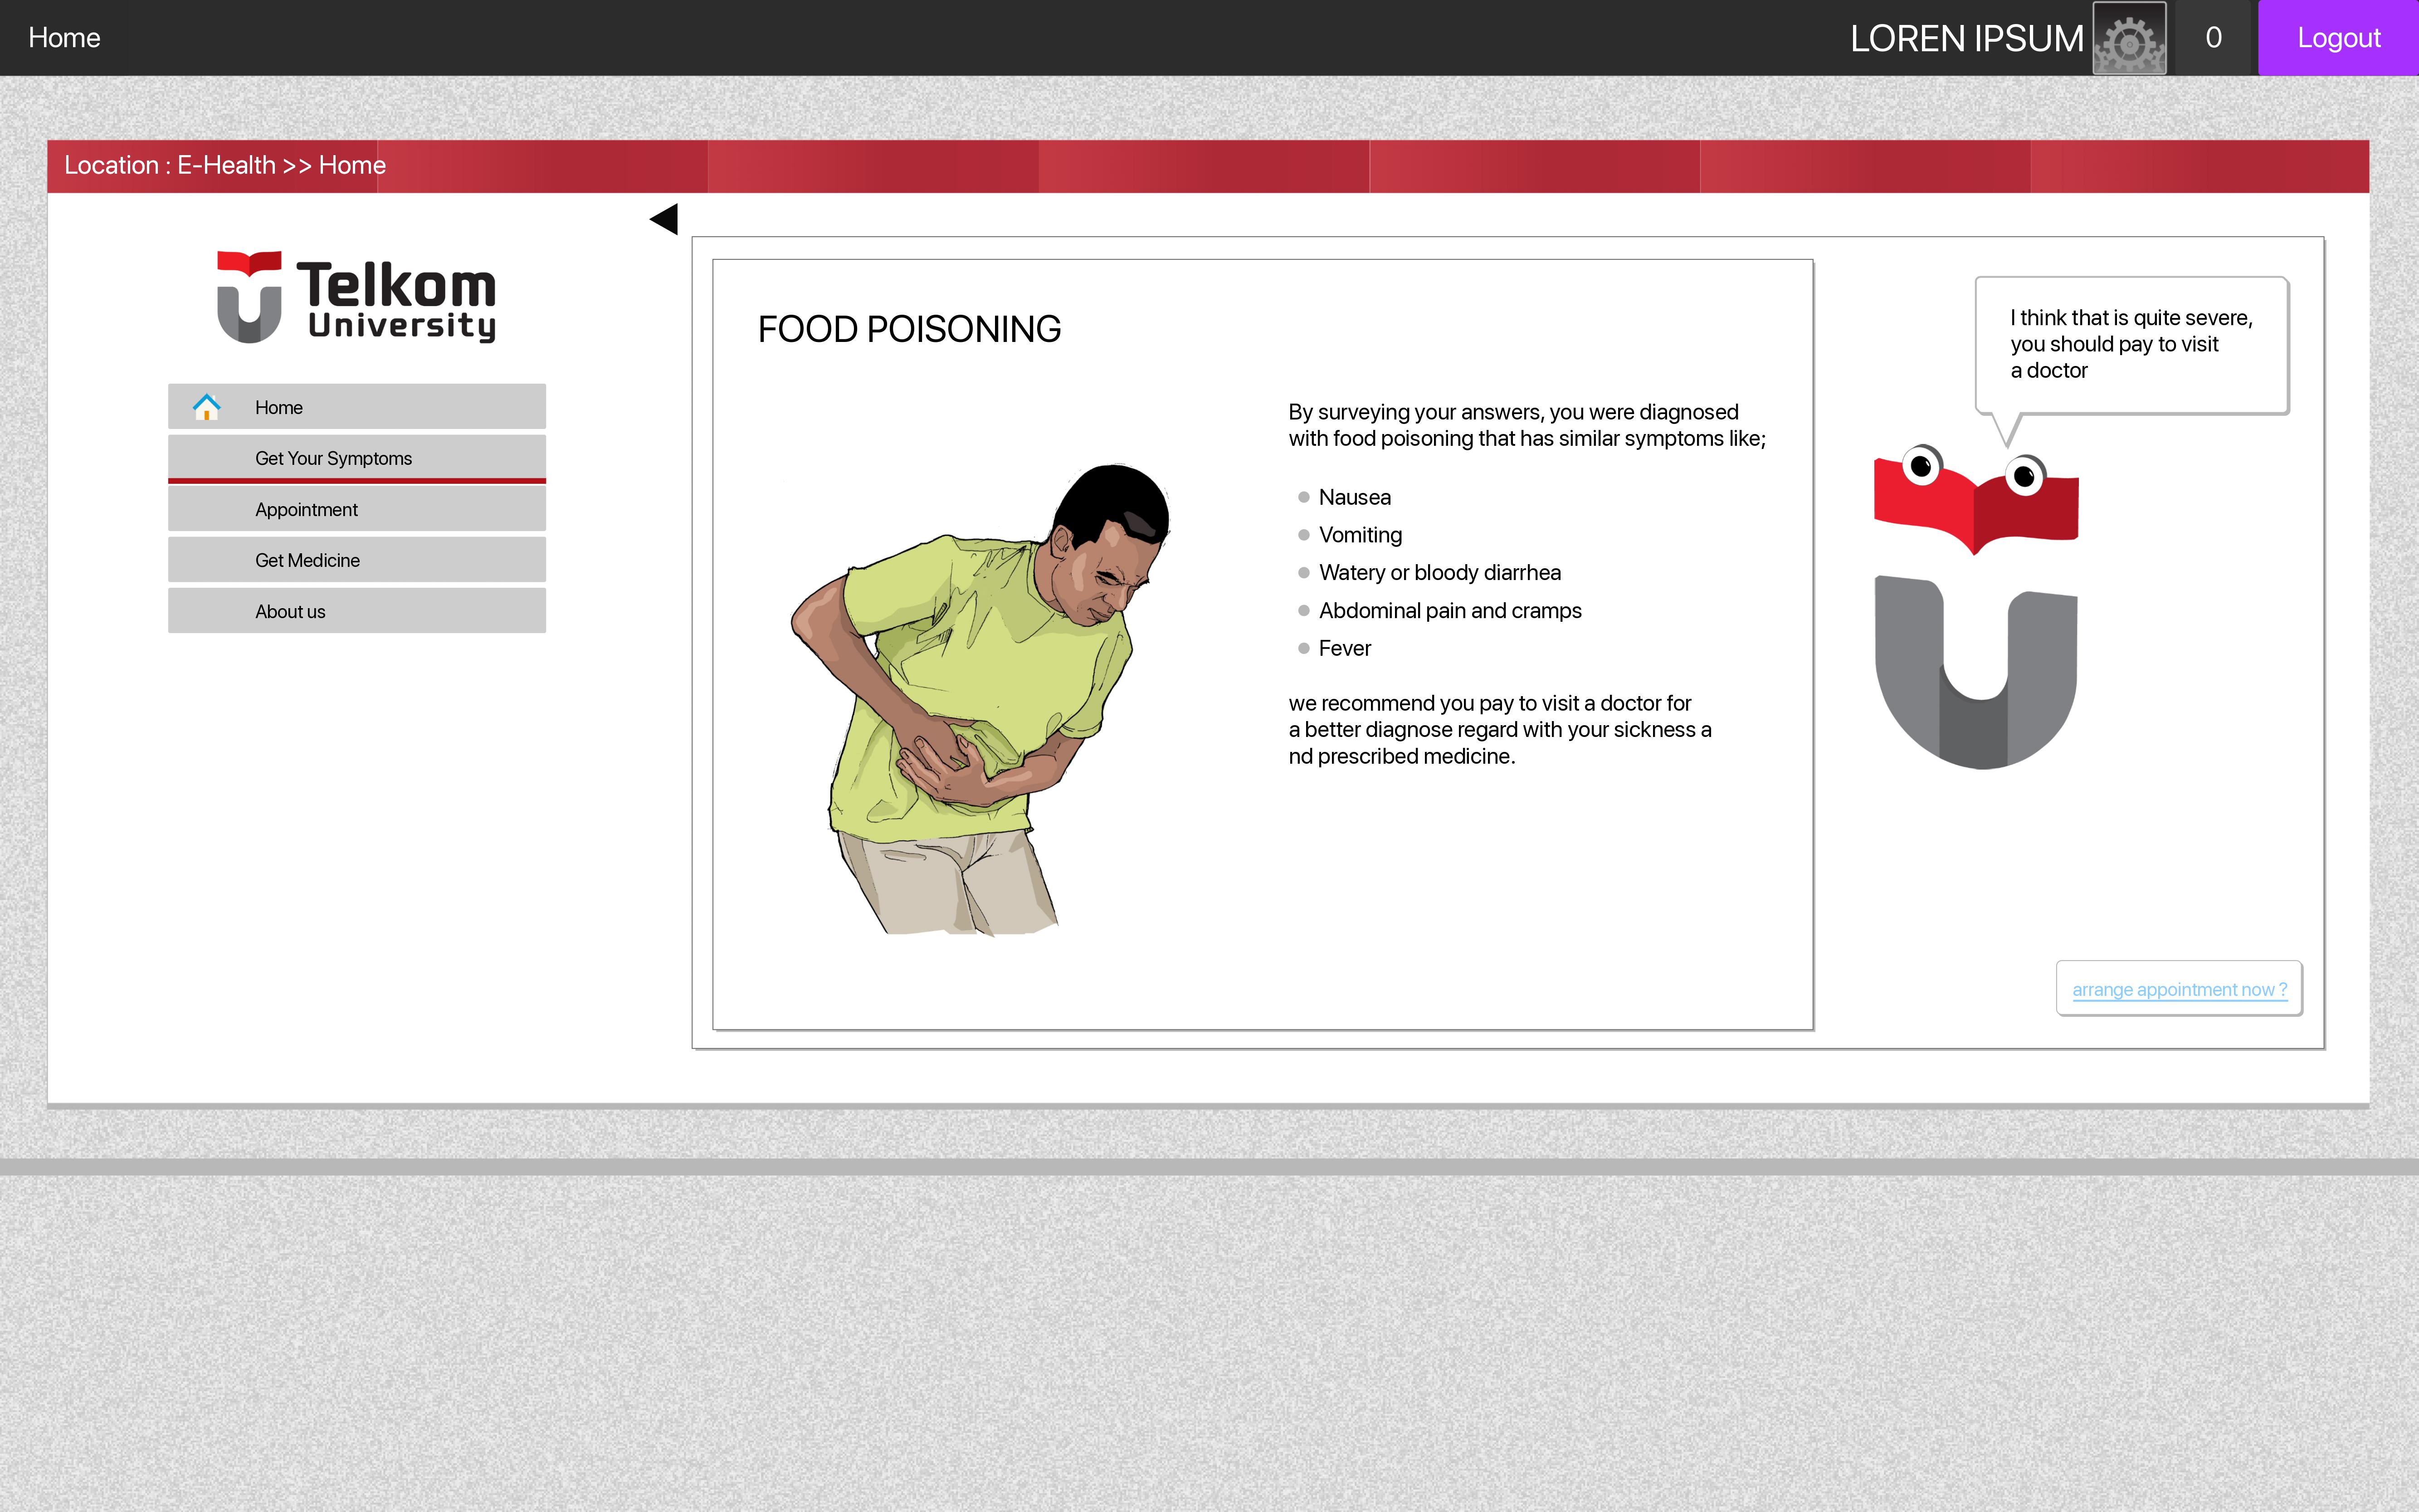 Home
LOREN IPSUM
0
Logout
Location : E-Health >> Home
Telkom
University
Home
Get Your Symptoms
Appointment
Get Medicine
About us
FOOD POISONING
By surveying your answers, you were diagnosed
with food poisoning that has similar symptoms like;
Nausea
Vomiting
Watery or bloody diarrhea
Abdominal pain and cramps
Fever
we recommend you pay to visit a doctor for
a better diagnose regard with your sickness a
nd prescribed medicine.
I think that is quite severe,
you should pay to visit
a doctor
arrange appointment now ?